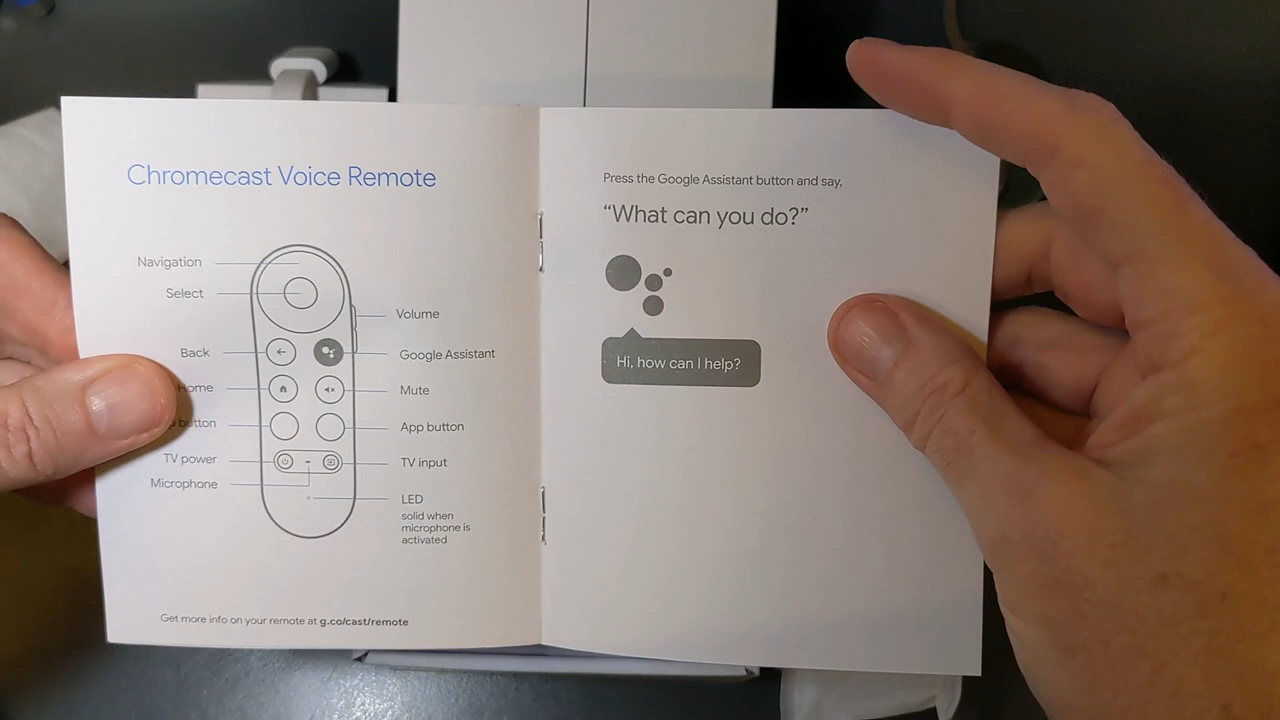 Chromecast Voice Remote
Navigation
Select
Volume
Back
Google Assistant
Mute
button
App button
TV power
TV input
Microphone
LED
solid when
microphone is
activated
Get more info on your remote at g.co/cast/remote
Press the Google Assistant button and say,
“What can you do?”
Hi, how can I help?